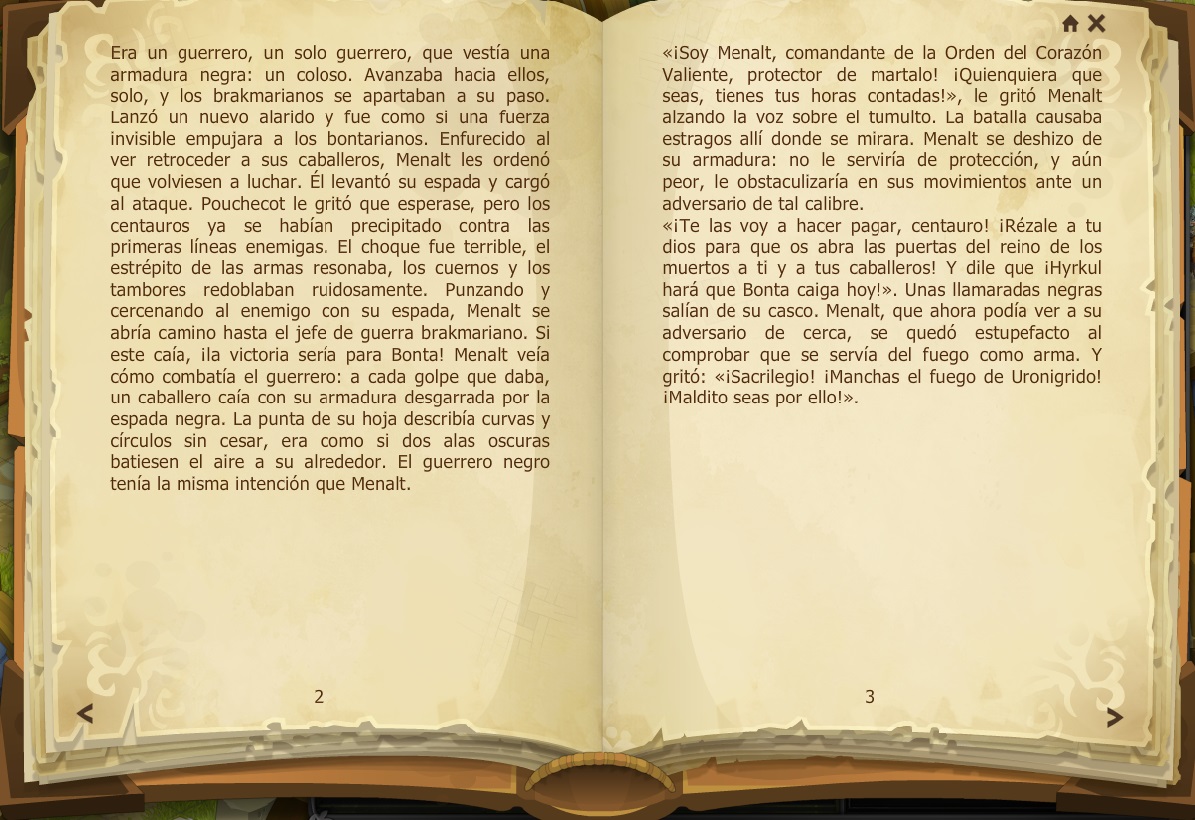 Era un guerrero, un solo guerrero, que vestía una
armadura negra: un coloso. Avanzaba hacia ellos,
solo, y los brakmarianos se apartaban a su paso.
Lanzó un nuevo alarido y fue como si una fuerza
invisible empujara a los bontarianos. Enfurecido al
ver retroceder a sus caballeros, Menalt les ordenó
que volviesen a luchar. Él levantó su espada y cargó
al ataque. Pouchecot le gritó que esperase, pero los
centauros ya se habían precipitado contra las
primeras líneas enemigas. El choque fue terrible, el
estrépito de las armas resonaba, los cuernos y los
tambores redoblaban ruidosamente. Punzando y
cercenando al enemigo con su espada, Menalt se
abría camino hasta el jefe de guerra brakmariano. Si
este caía, ¡la victoria sería para Bonta! Menalt veía
cómo combatía el guerrero: a cada golpe que daba,
un caballero caía con su armadura desgarrada por la
espada negra. La punta de su hoja describía curvas y
círculos sin cesar, era como si dos alas oscuras
batiesen el aire a su alrededor. El guerrero negro
tenía la misma intención que Menalt.
2
«¡Soy Menalt, comandante de la Orden del Corazón
Valiente, protector de martalo! ¡Quienquiera que
seas, tienes tus horas contadas!», le gritó Menalt
alzando la voz sobre el tumulto. La batalla causaba
estragos allí donde se mirara. Menalt se deshizo de
su armadura: no le serviría de protección, y aún
peor, le obstaculizaría en sus movimientos ante un
adversario de tal calibre.
«¡Te las voy a hacer pagar, centauro! ¡Rézale a tu
dios para que os abra las puertas del reino de los
muertos a ti y a tus caballeros! Y dile que ¡Hyrkul
hará que Bonta caiga hoy!». Unas llamaradas negras
salían de su casco. Menalt, que ahora podía ver a su
adversario de cerca, se quedó estupefacto al
comprobar que se servía del fuego como arma. Y
gritó: «¡Sacrilegio! ¡Manchas el fuego de Uronigrido!
¡Maldito seas por ello!».
3